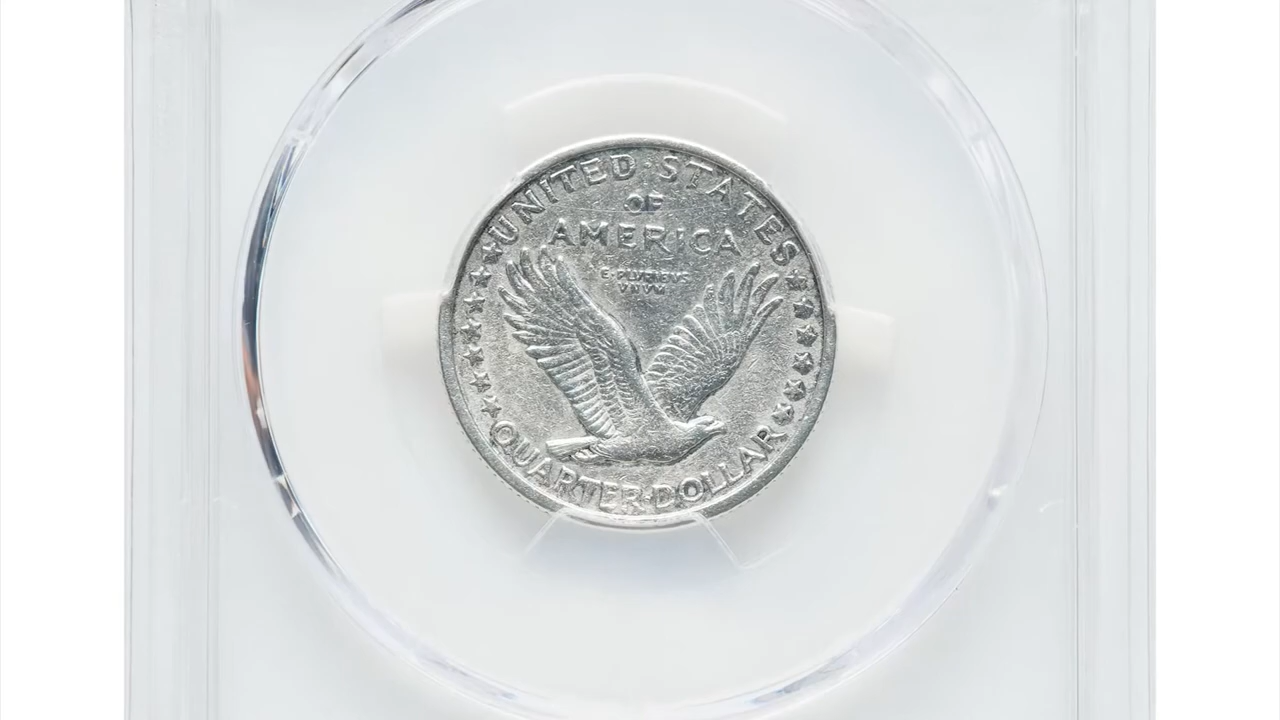 UNITED·STATES
OF
AMERICA
E·PLVRIBVS
VNVM
QUARTER·DOLLAR